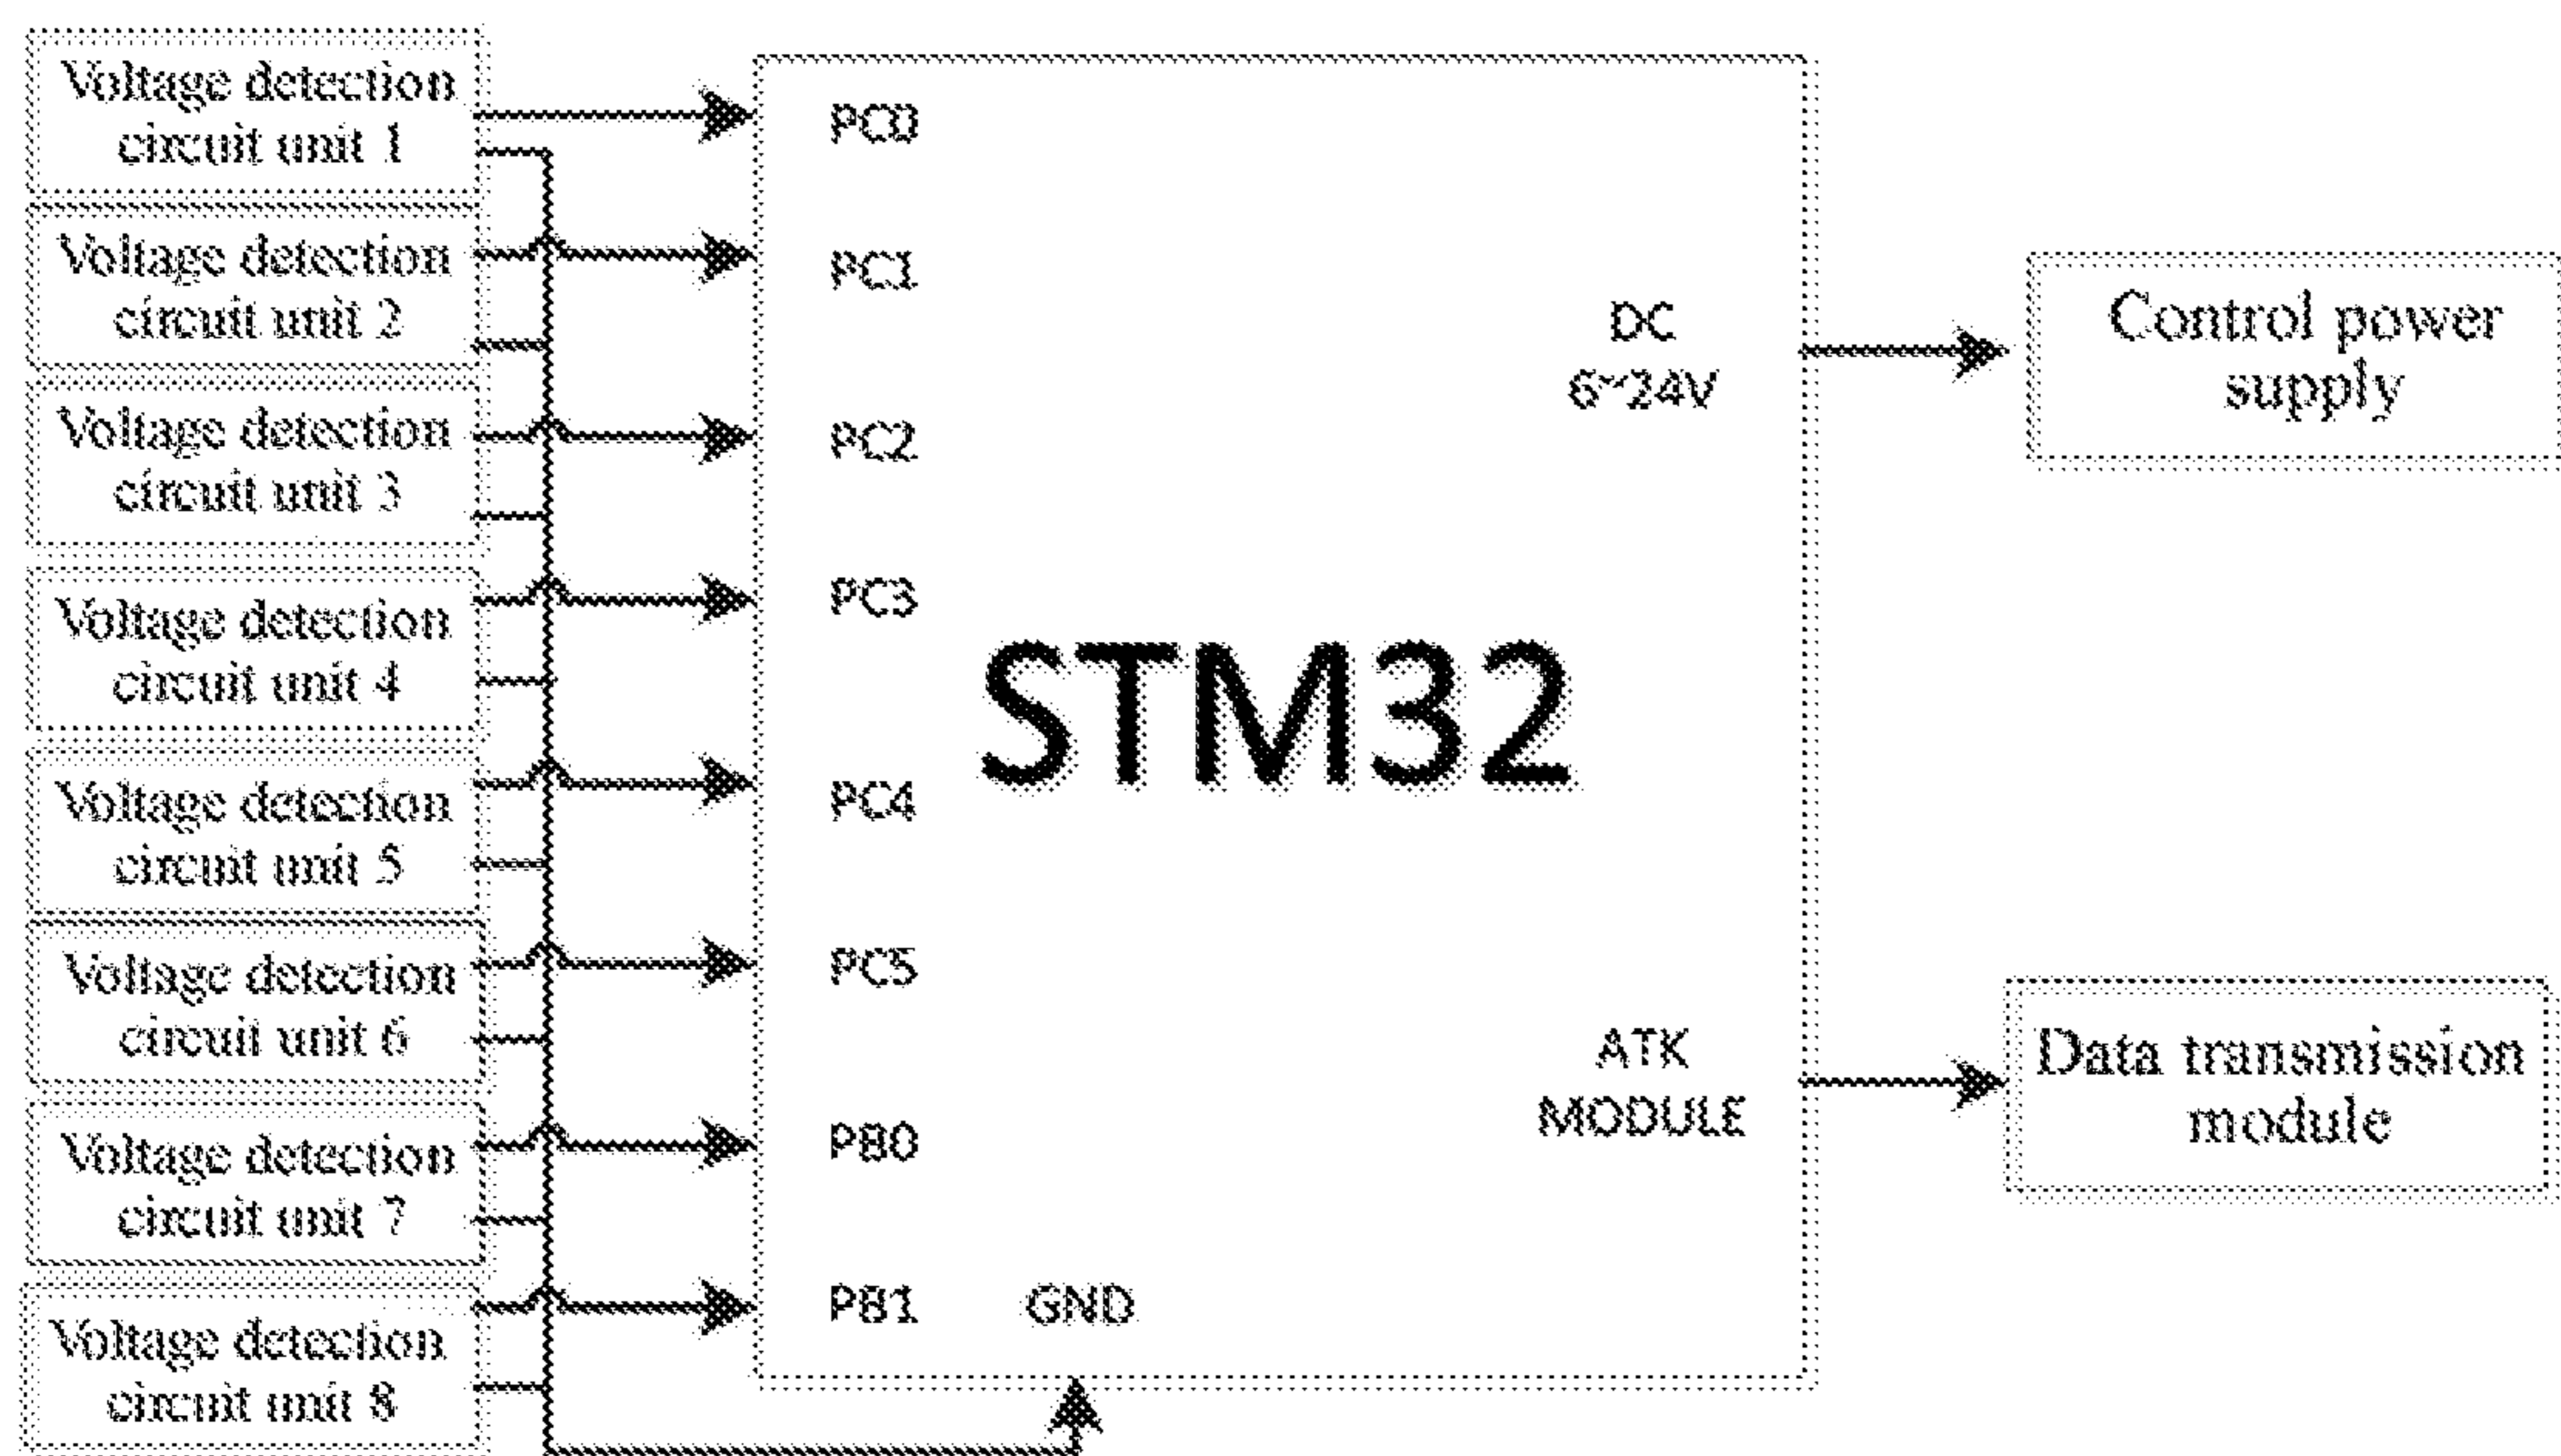 Voltage detection
circuit unit 1
Voltage detection
circuit unit 2
Voltage detection
circuit unit 3
Voltage detection
circuit unit 4
Voltage detection
circuit unit 5
Voltage detection
circuit unit 6
Voltage detection
circuit unit 7
Voltage detection
circuit unit 8
PC0
PC1
PC2
PC3
PC4
PC5
PB0
PB1
GND
STM32
DC
6~24V
ATK
MODULE
Control power
supply
Data transmission
module